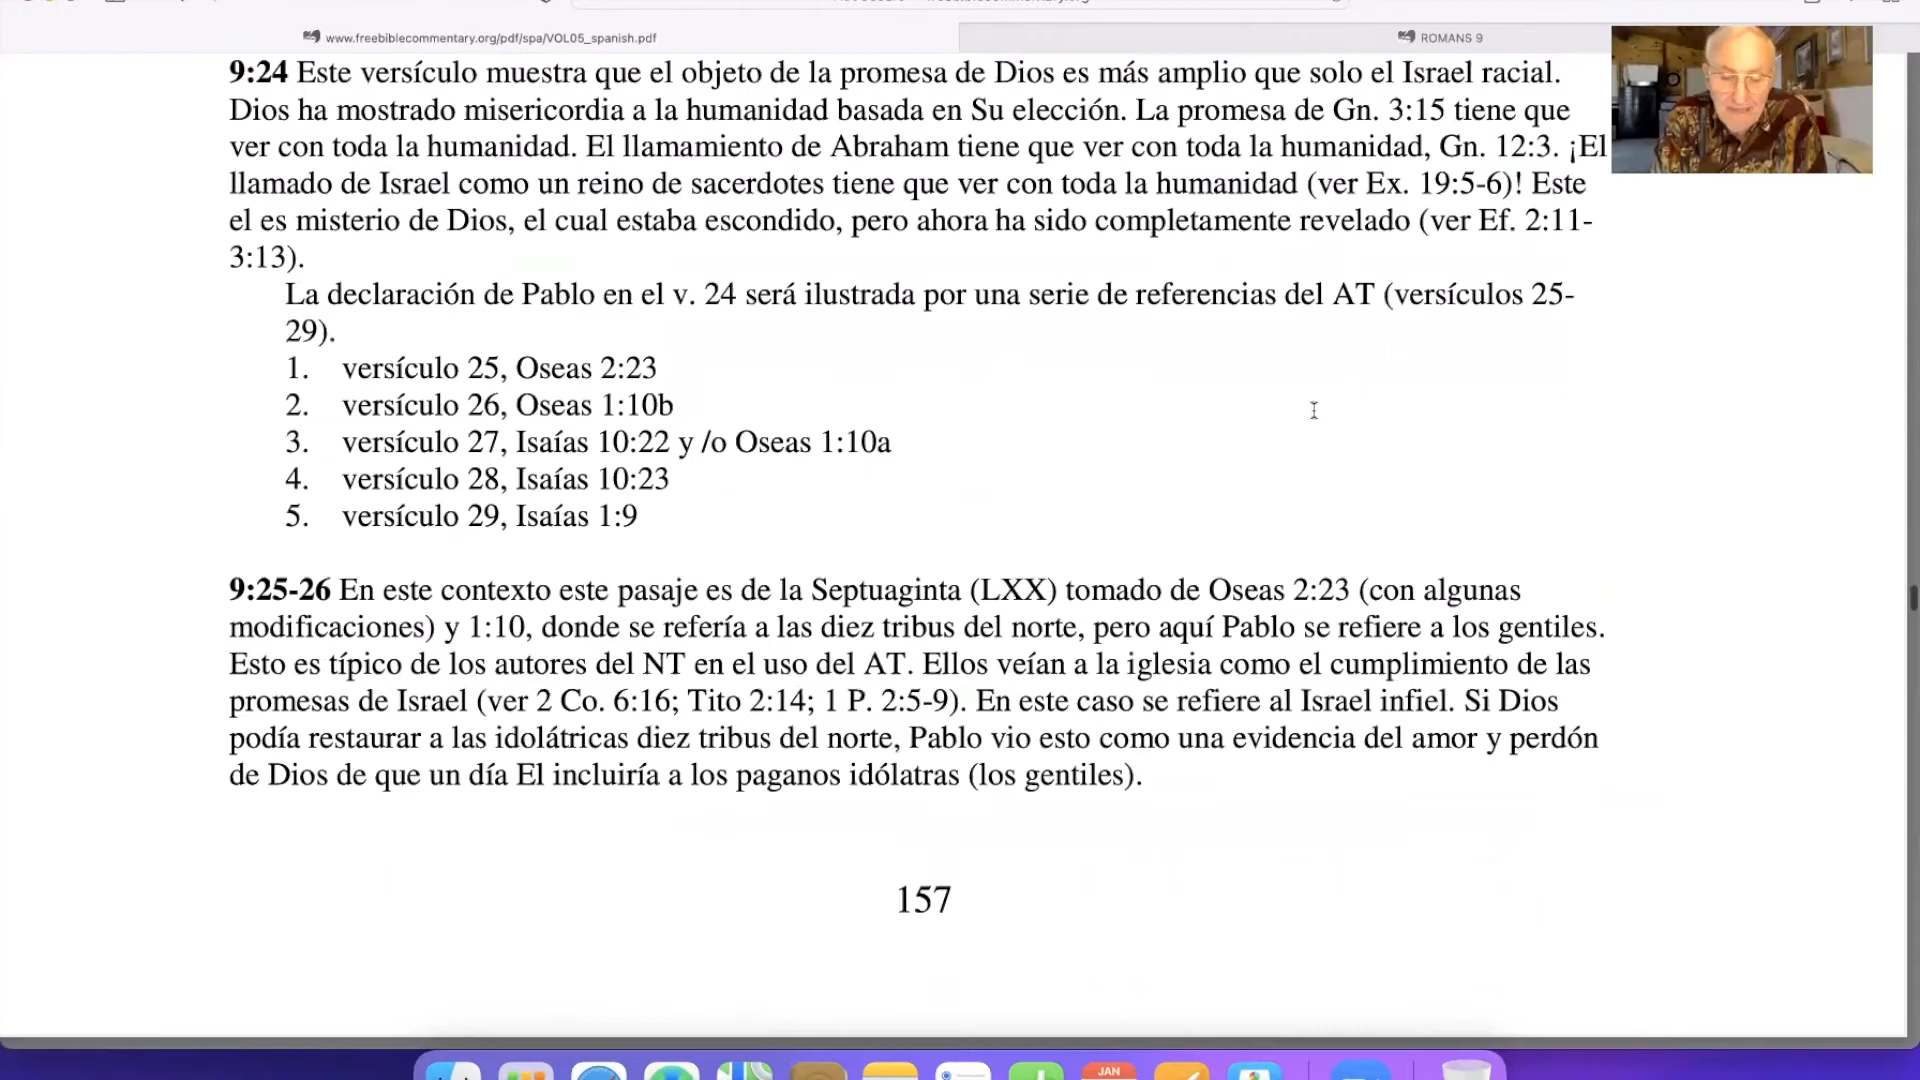 www.freebiblecommentary.org/pdf/spa/VOL05_spanish.pdf
ROMANS 9
9:24 Este versículo muestra que el objeto de la promesa de Dios es más amplio que solo el Israel racial.
Dios ha mostrado misericordia a la humanidad basada en Su elección. La promesa de Gn. 3:15 tiene que
ver con toda la humanidad. El llamamiento de Abraham tiene que ver con toda la humanidad, Gn. 12:3. ¡El
llamado de Israel como un reino de sacerdotes tiene que ver con toda la humanidad (ver Ex. 19:5-6)! Este
el es misterio de Dios, el cual estaba escondido, pero ahora ha sido completamente revelado (ver Ef. 2:11-
3:13).
La declaración de Pablo en el v. 24 será ilustrada por una serie de referencias del AT (versículos 25-
29).
1. versículo 25, Oseas 2:23
2. versículo 26, Oseas 1:10b
3. versículo 27, Isaías 10:22 y /o Oseas 1:10a
4. versículo 28, Isaías 10:23
5. versículo 29, Isaías 1:9
9:25-26 En este contexto este pasaje es de la Septuaginta (LXX) tomado de Oseas 2:23 (con algunas
modificaciones) y 1:10, donde se refería a las diez tribus del norte, pero aquí Pablo se refiere a los gentiles.
Esto es típico de los autores del NT en el uso del AT. Ellos veían a la iglesia como el cumplimiento de las
promesas de Israel (ver 2 Co. 6:16; Tito 2:14; 1 P. 2:5-9). En este caso se refiere al Israel infiel. Si Dios
podía restaurar a las idolátricas diez tribus del norte, Pablo vio esto como una evidencia del amor y perdón
de Dios de que un día El incluiría a los paganos idólatras (los gentiles).
157
JAN